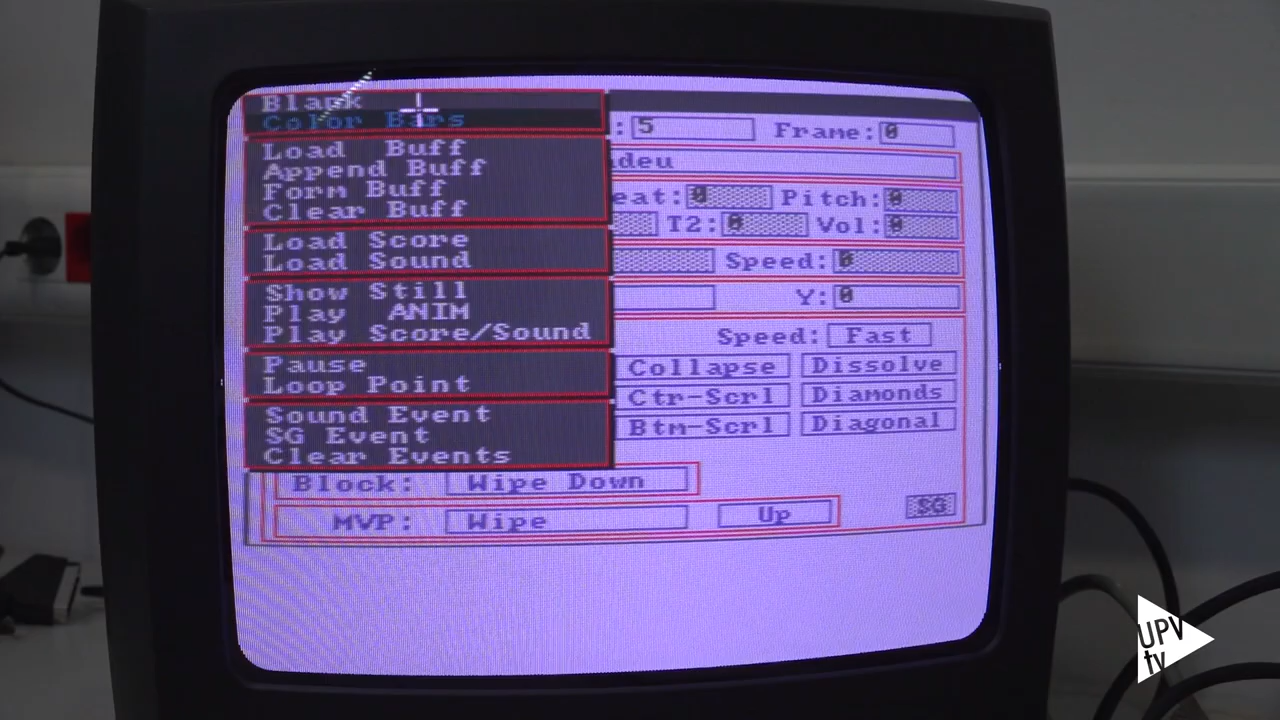 Blank
Color Bars
: 5 Frame: 0
Load Buff
deu
Append Buff
Form Buff
eat: 0 Pitch: 0
Clear Buff
T2: 0 Vol: 0
Load Score
Load Sound
Speed: 0
Show Still
Y: 0
Play ANIM
Play Score/Sound
Speed: Fast
Pause
Collapse Dissolve
Loop Point
Ctr-Scrl Diamonds
Sound Event
Btm-Scrl Diagonal
SG Event
Clear Events
Block: Wipe Down
MVP: Wipe Up SG
UPV
tv